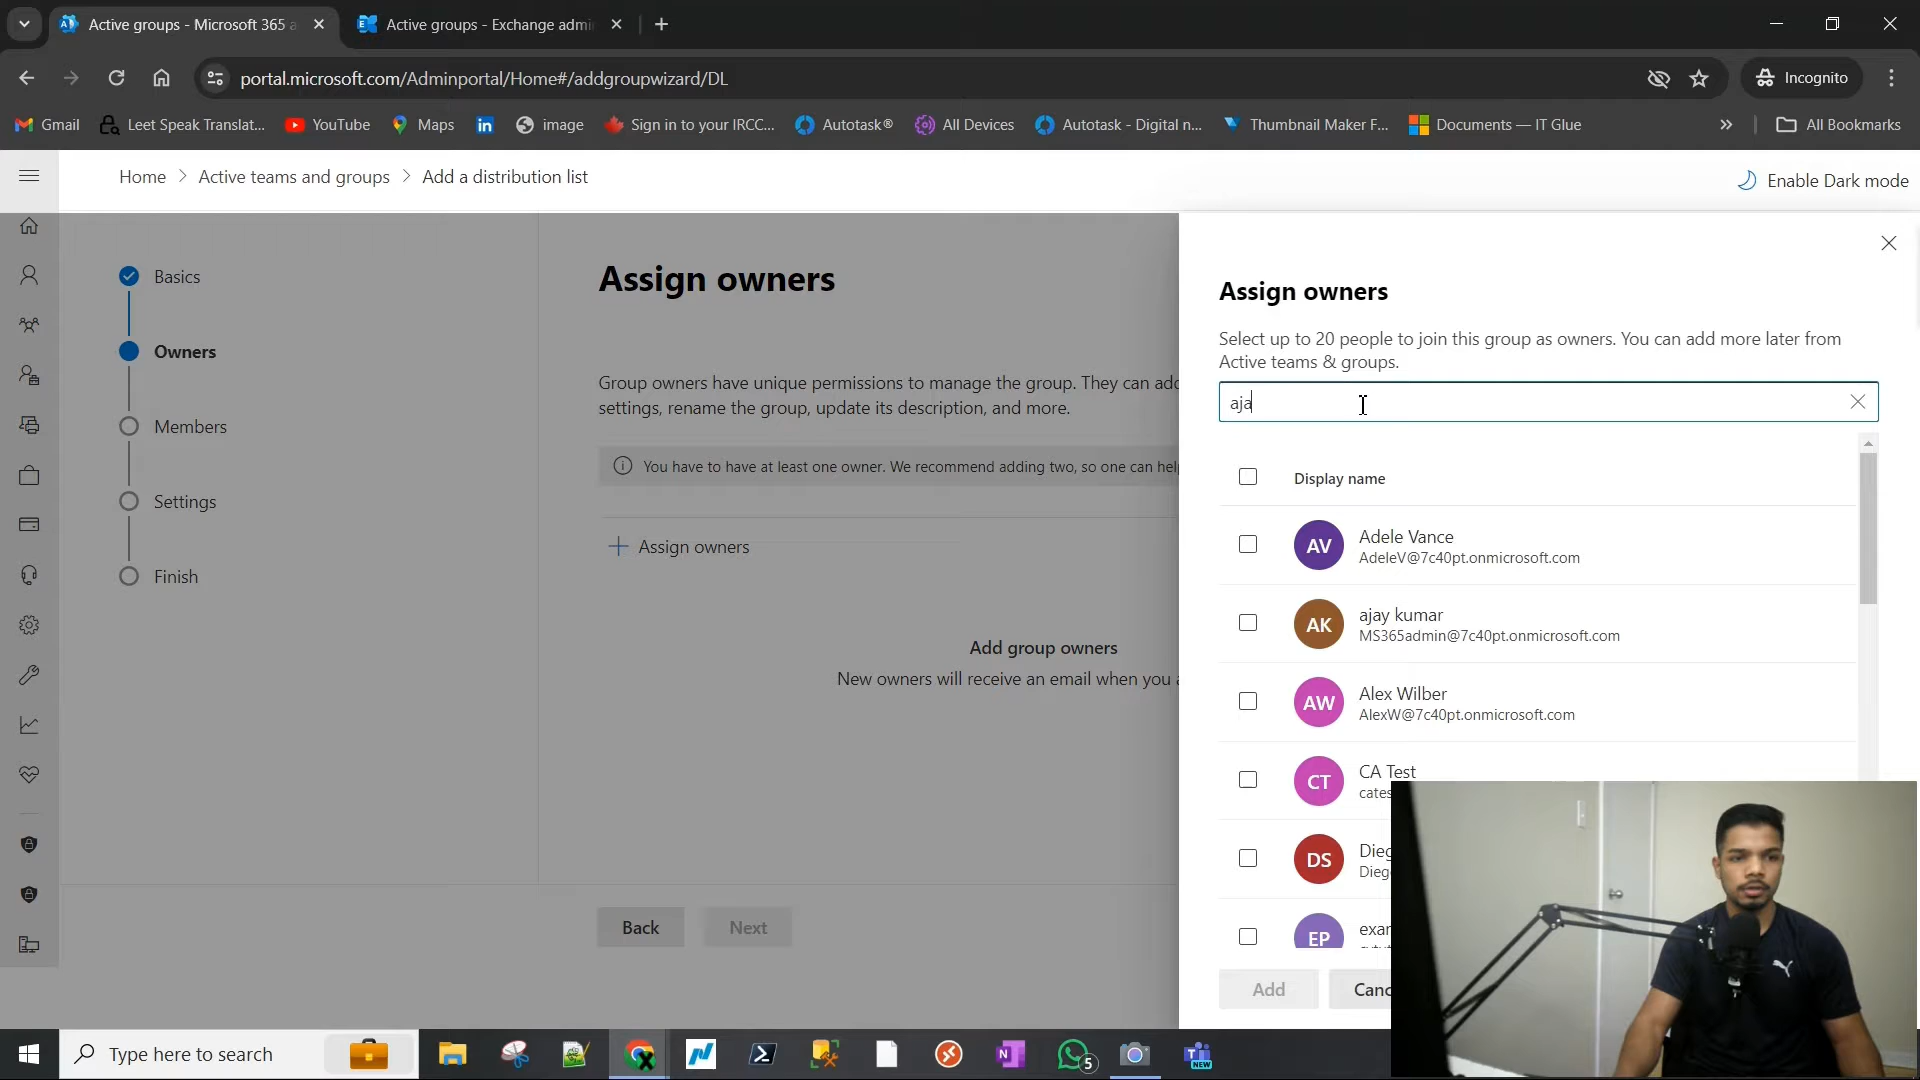 Active groups - Microsoft 365 a
Active groups - Exchange admi
portal.microsoft.com/Adminportal/Home#/addgroupwizard/DL
Incognito
Gmail
Leet Speak Translat...
YouTube
Maps
image
Sign in to your IRCC...
Autotask®
All Devices
Autotask - Digital n...
Thumbnail Maker F...
Documents — IT Glue
All Bookmarks
Home > Active teams and groups > Add a distribution list
Enable Dark mode
Basics
Owners
Members
Settings
Finish
Assign owners
Group owners have unique permissions to manage the group. They can add
settings, rename the group, update its description, and more.
You have to have at least one owner. We recommend adding two, so one can help
Assign owners
Add group owners
New owners will receive an email when you a
Back
Next
Assign owners
Select up to 20 people to join this group as owners. You can add more later from
Active teams & groups.
aja
Display name
AV
Adele Vance
AdeleV@7c40pt.onmicrosoft.com
AK
ajay kumar
MS365admin@7c40pt.onmicrosoft.com
AW
Alex Wilber
AlexW@7c40pt.onmicrosoft.com
CT
CA Test
cates
DS
Dieg
Dieg
EP
exar
Add
Canc
Type here to search
5
NEW